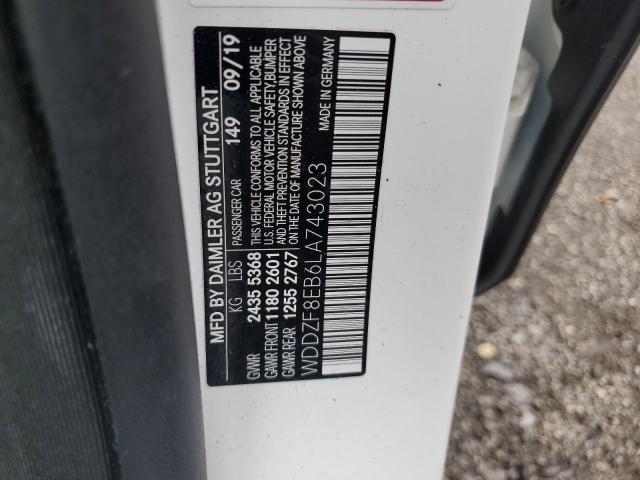 MFD BY DAIMLER AG STUTTGART
KG LBS PASSENGER CAR 149 09/19
GVWR 2435 5368 THIS VEHICLE CONFORMS TO ALL APPLICABLE
GAWR FRONT 1180 2601 U.S. FEDERAL MOTOR VEHICLE SAFETY, BUMPER
GAWR REAR 1255 2767 AND THEFT PREVENTION STANDARDS IN EFFECT
ON THE DATE OF MANUFACTURE SHOWN ABOVE
WDDZF8EB6LA743023 MADE IN GERMANY